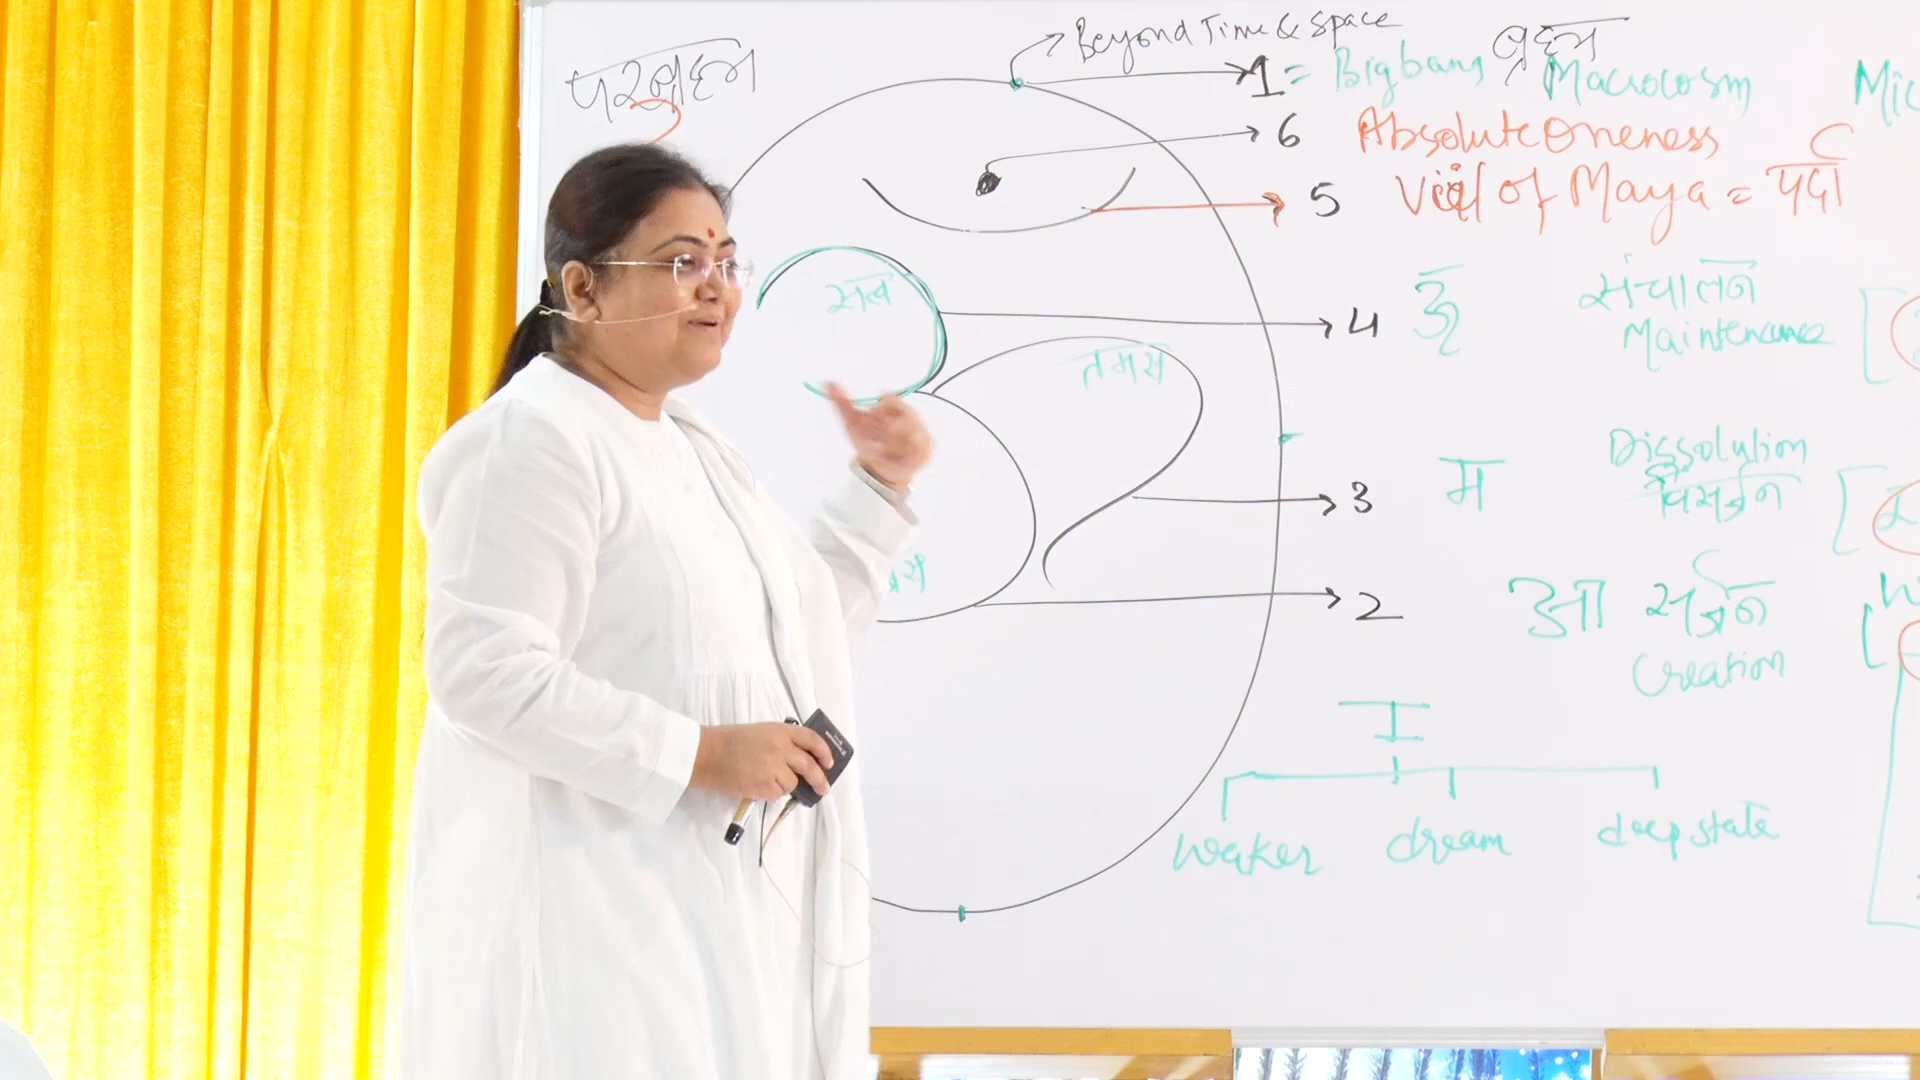 Beyond Time & Space
परब्रह्म
1 = Bigbang, Macrocosm
ब्रह्म
6 Absolute Oneness
5 Veil of Maya = पर्दा
सत्व
4 ऊ संचालन
Maintenance
तमस
3 म Dissolution
विसर्जन
2 आ सर्जन
Creation
I
waker dream deep state